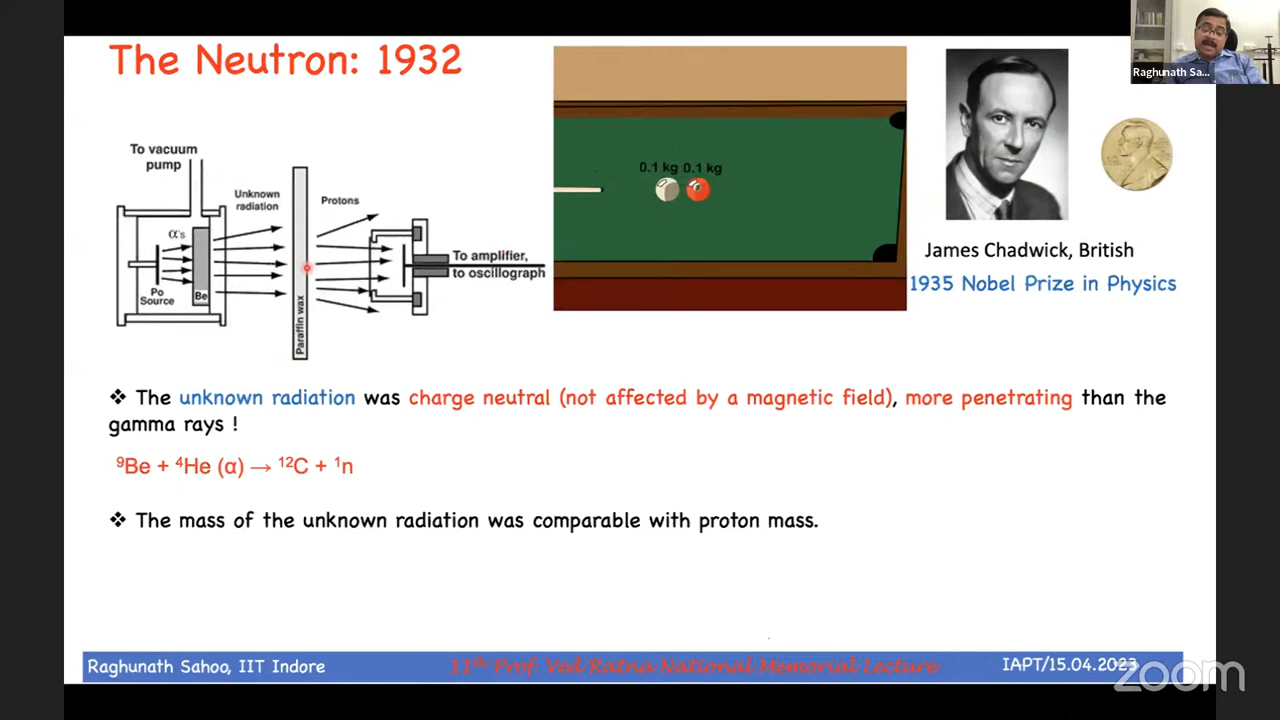 The Neutron: 1932
Raghunath Sa...
To vacuum
pump
Unknown
radiation
Protons
α's
Po
Source
Be
Paraffin wax
To amplifier,
to oscillograph
0.1 kg 0.1 kg
James Chadwick, British
1935 Nobel Prize in Physics
❖ The unknown radiation was charge neutral (not affected by a magnetic field), more penetrating than the
gamma rays !
⁹Be + ⁴He (α) → ¹²C + ¹n
❖ The mass of the unknown radiation was comparable with proton mass.
Raghunath Sahoo, IIT Indore
11th Prof. Ved Ratna National Memorial Lecture
IAPT/15.04.2023
zoom